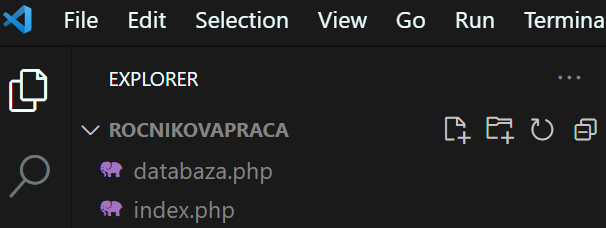 File Edit Selection View Go Run Termina
EXPLORER
ROCNIKOVAPRACA
databaza.php
index.php